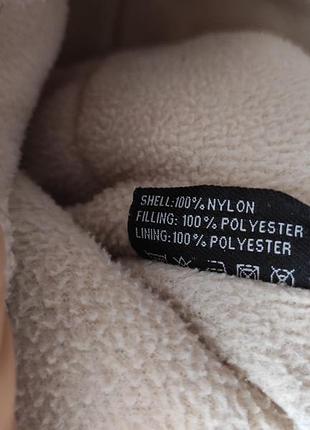 SHELL:100% NYLON
FILLING: 100% POLYESTER
LINING:100% POLYESTER